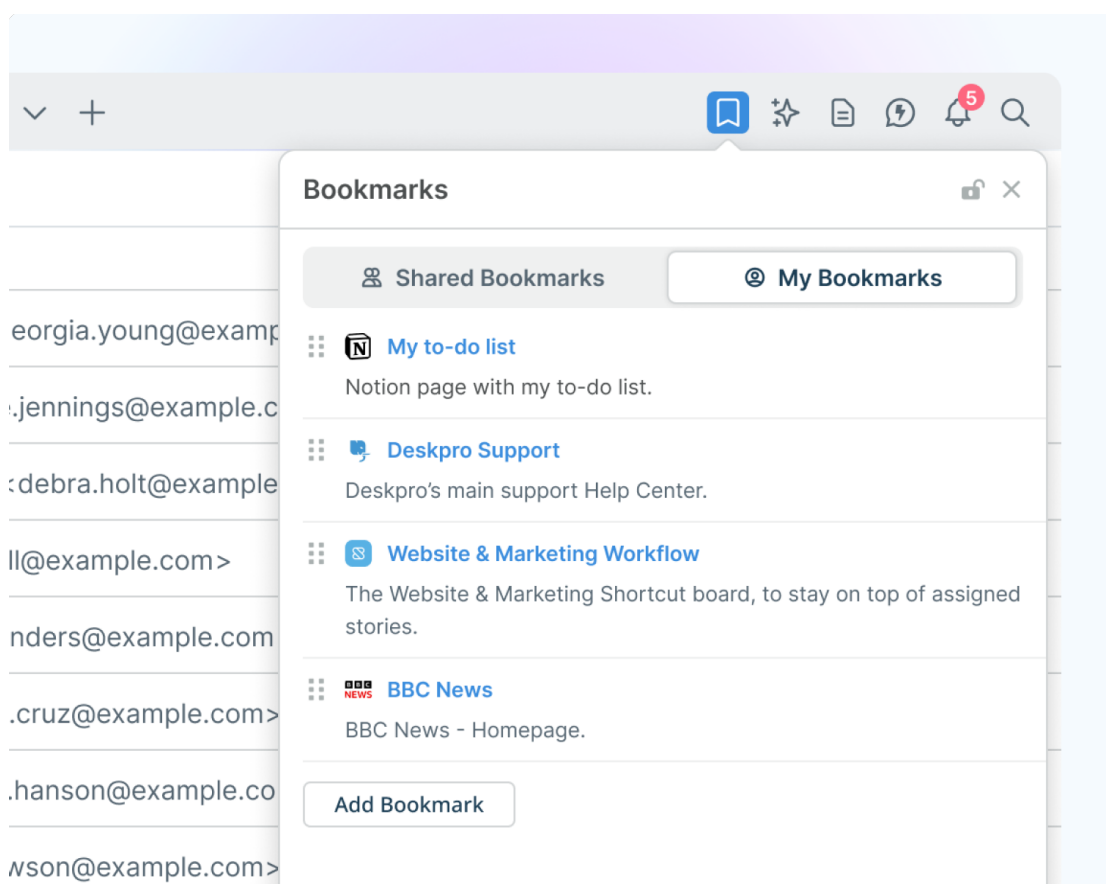 5
Bookmarks
Shared Bookmarks
My Bookmarks
N
My to-do list
Notion page with my to-do list.
Deskpro Support
Deskpro’s main support Help Center.
Website & Marketing Workflow
The Website & Marketing Shortcut board, to stay on top of assigned
stories.
BBC NEWS
BBC News
BBC News - Homepage.
Add Bookmark
eorgia.young@examp
.jennings@example.c
<debra.holt@example
ll@example.com>
nders@example.com
.cruz@example.com>
.hanson@example.co
wson@example.com>